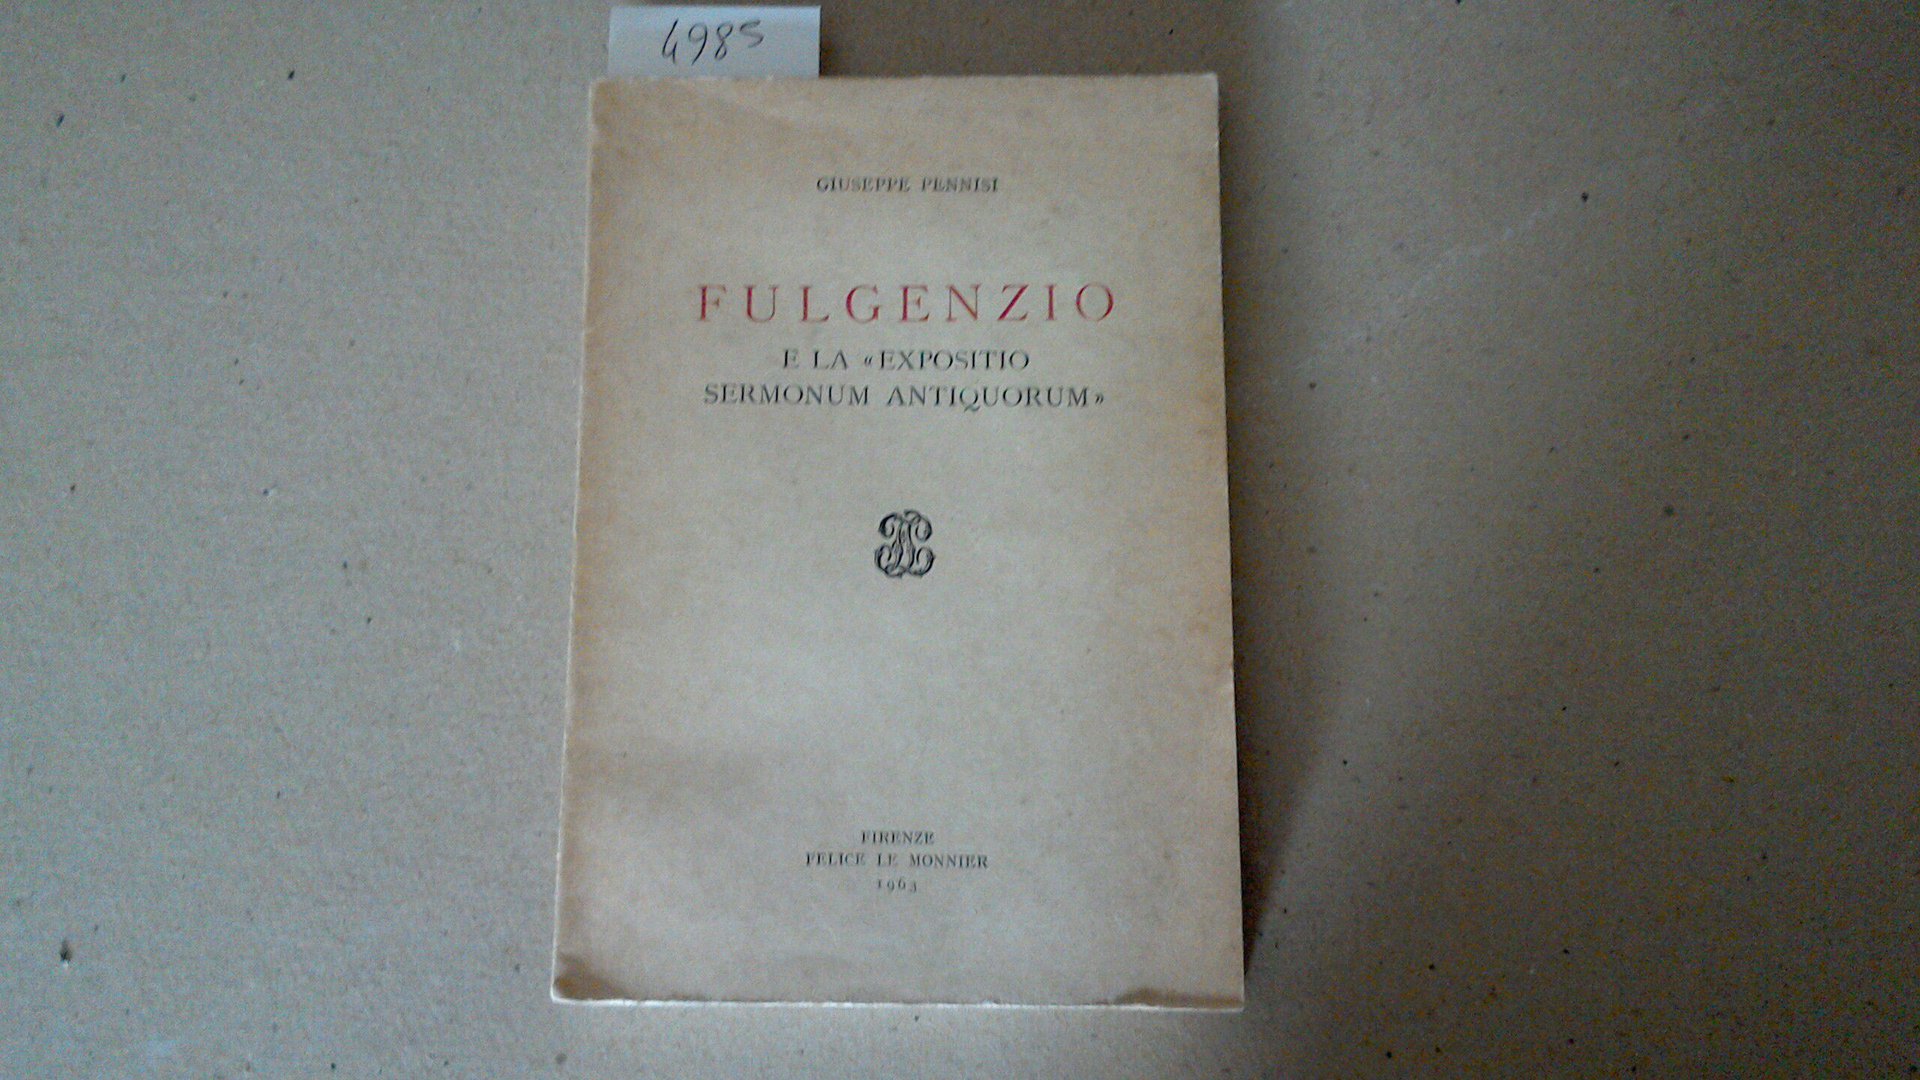 4985
GIUSEPPE PENNISI
FULGENZIO
E LA «EXPOSITIO
SERMONUM ANTIQUORUM»
FIRENZE
FELICE LE MONNIER
1963